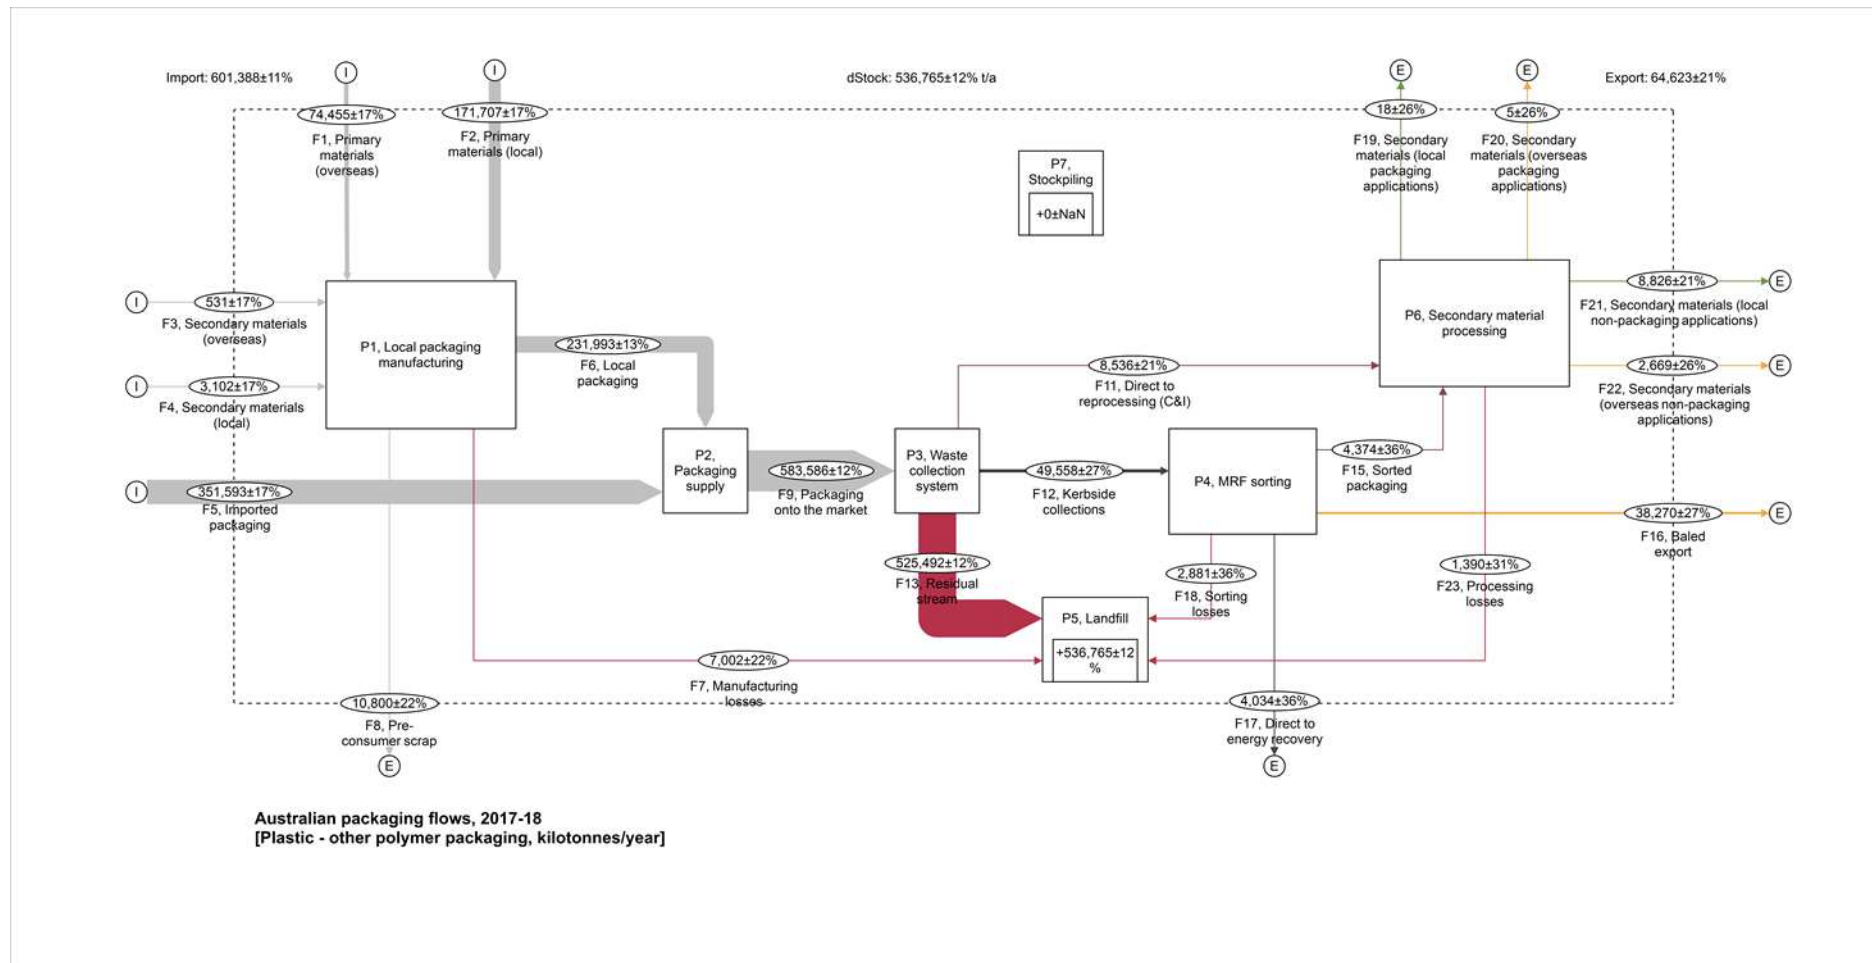 Import: 601,388±11%
I
I
dStock: 536,765±12% t/a
E
E
Export: 64,623±21%
74,455±17%
F1, Primary
materials
(overseas)
171,707±17%
F2, Primary
materials (local)
18±26%
F19, Secondary
materials (local
packaging
applications)
5±26%
F20, Secondary
materials (overseas
packaging
applications)
P7,
Stockpiling
+0±NaN
I
531±17%
F3, Secondary materials
(overseas)
P1, Local packaging
manufacturing
I
3,102±17%
F4, Secondary materials
(local)
231,993±13%
F6, Local
packaging
P6, Secondary material
processing
8,826±21%
E
F21, Secondary materials (local
non-packaging applications)
2,669±26%
E
F22, Secondary materials
(overseas non-packaging
applications)
8,536±21%
F11, Direct to
reprocessing (C&I)
I
351,593±17%
F5, Imported
packaging
P2,
Packaging
supply
583,586±12%
F9, Packaging
onto the market
P3, Waste
collection
system
49,558±27%
F12, Kerbside
collections
P4, MRF sorting
4,374±36%
F15, Sorted
packaging
38,270±27%
E
F16, Baled
export
525,492±12%
F13, Residual
stream
2,881±36%
F18, Sorting
losses
1,390±31%
F23, Processing
losses
P5, Landfill
+536,765±12
%
7,002±22%
F7, Manufacturing
losses
10,800±22%
F8, Pre-
consumer scrap
E
4,034±36%
F17, Direct to
energy recovery
E
Australian packaging flows, 2017-18
[Plastic - other polymer packaging, kilotonnes/year]